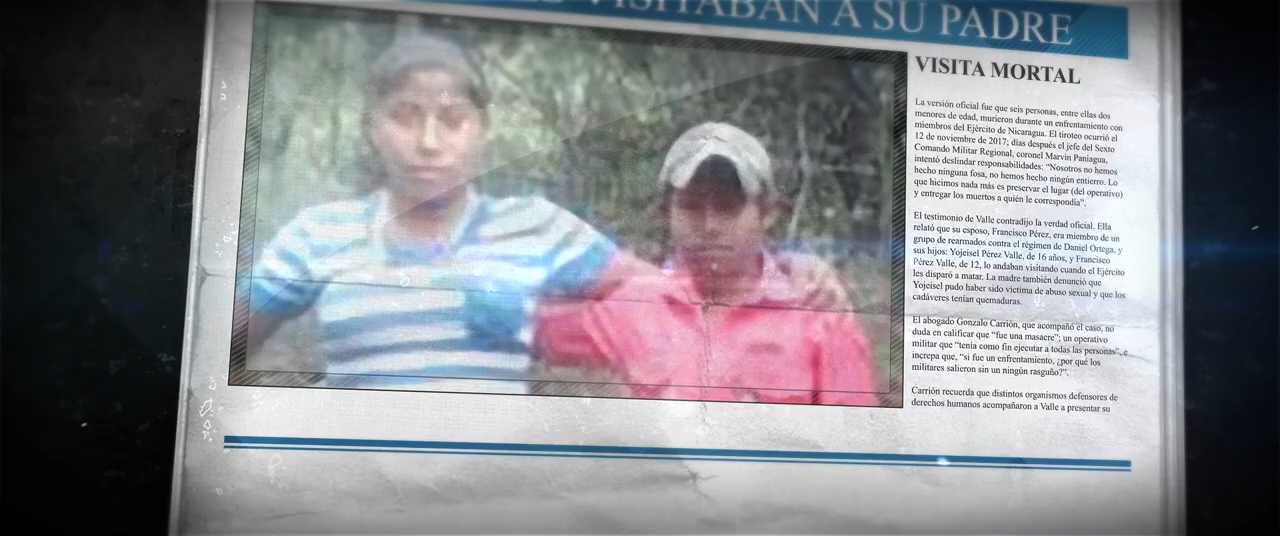 VISITABAN A SU PADRE
VISITA MORTAL
La versión oficial fue que seis personas, entre ellas dos
menores de edad, murieron durante un enfrentamiento con
miembros del Ejército de Nicaragua. El tiroteo ocurrió el
12 de noviembre de 2017; días después el jefe del Sexto
Comando Militar Regional, coronel Marvin Paniagua,
intentó deslindar responsabilidades: “Nosotros no hemos
hecho ninguna fosa, no hemos hecho ningún entierro. Lo
que hicimos nada más es preservar el lugar (del operativo)
y entregar los muertos a quién le correspondía”.
El testimonio de Valle contradijo la verdad oficial. Ella
relató que su esposo, Francisco Pérez, era miembro de un
grupo de rearmados contra el régimen de Daniel Ortega, y
sus hijos: Yojeisel Pérez Valle, de 16 años, y Francisco
Pérez Valle, de 12, lo andaban visitando cuando el Ejército
les disparó a matar. La madre también denunció que
Yojeisel pudo haber sido víctima de abuso sexual y que los
cadáveres tenían quemaduras.
El abogado Gonzalo Carrión, que acompañó el caso, no
duda en calificar que “fue una masacre”; un operativo
militar que “tenía como fin ejecutar a todas las personas”, e
increpa que, “si fue un enfrentamiento, ¿por qué los
militares salieron sin un ningún rasguño?”.
Carrión recuerda que distintos organismos defensores de
derechos humanos acompañaron a Valle a presentar su